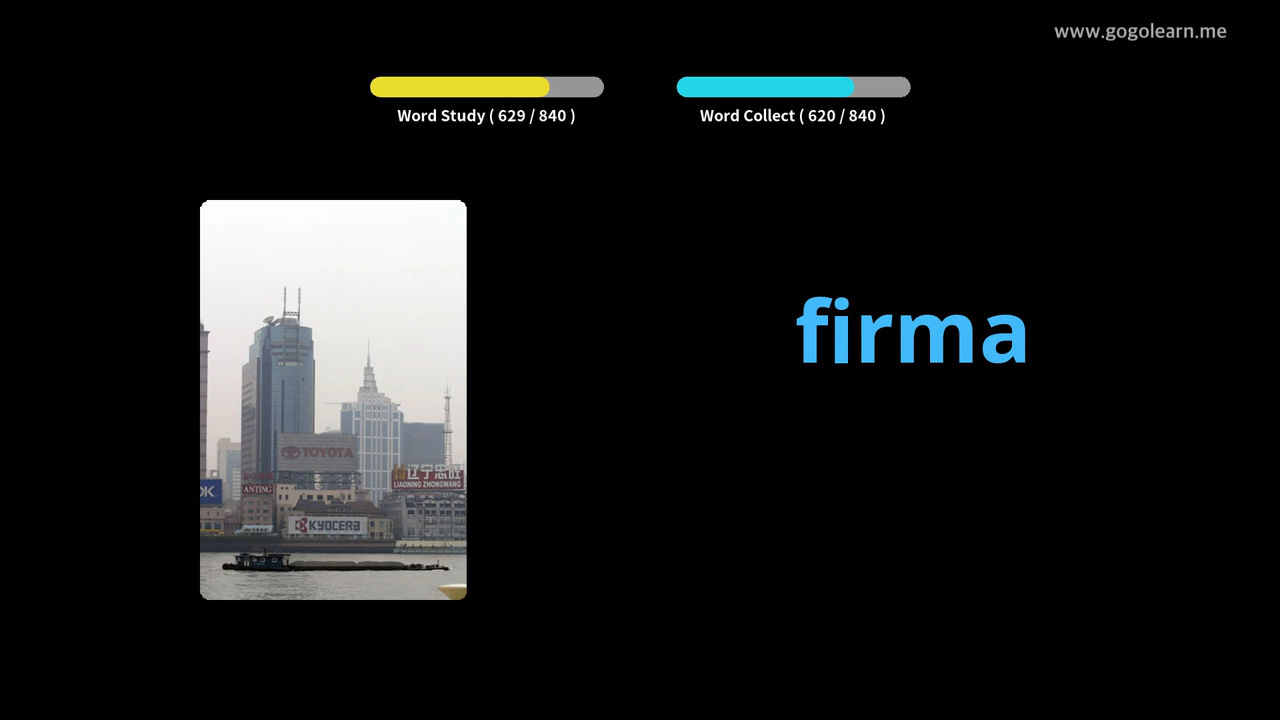 www.gogolearn.me
Word Study ( 629 / 840 )
Word Collect ( 620 / 840 )
firma
TOYOTA
辽宁忠旺
LIAONING ZHONGWANG
OK
ANTING
KYOCERA